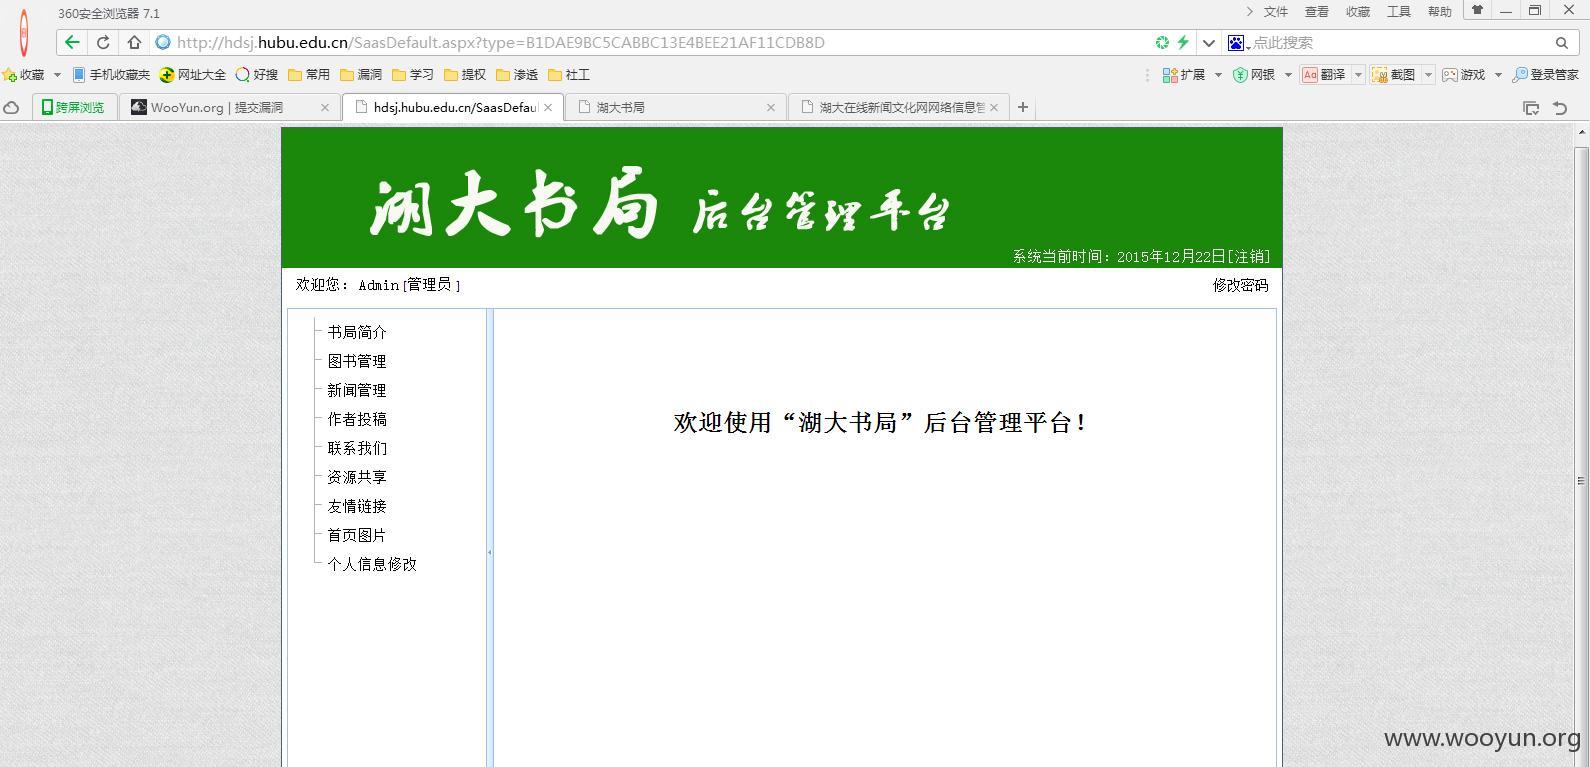 360安全浏览器 7.1
文件 查看 收藏 工具 帮助
http://hdsj.hubu.edu.cn/SaasDefault.aspx?type=B1DAE9BC5CABBC13E4BEE21AF11CDB8D
点此搜索
收藏 手机收藏夹 网址大全 好搜 常用 漏洞 学习 提权 渗透 社工
扩展 网银 翻译 截图 游戏 登录管家
跨屏浏览 WooYun.org | 提交漏洞 hdsj.hubu.edu.cn/SaasDefau 湖大书局 湖大在线新闻文化网网络信息管
湖大书局 后台管理平台
系统当前时间：2015年12月22日[注销]
欢迎您： Admin [管理员 ]
修改密码
书局简介
图书管理
新闻管理
作者投稿
联系我们
资源共享
友情链接
首页图片
个人信息修改
欢迎使用“湖大书局”后台管理平台！
www.wooyun.org